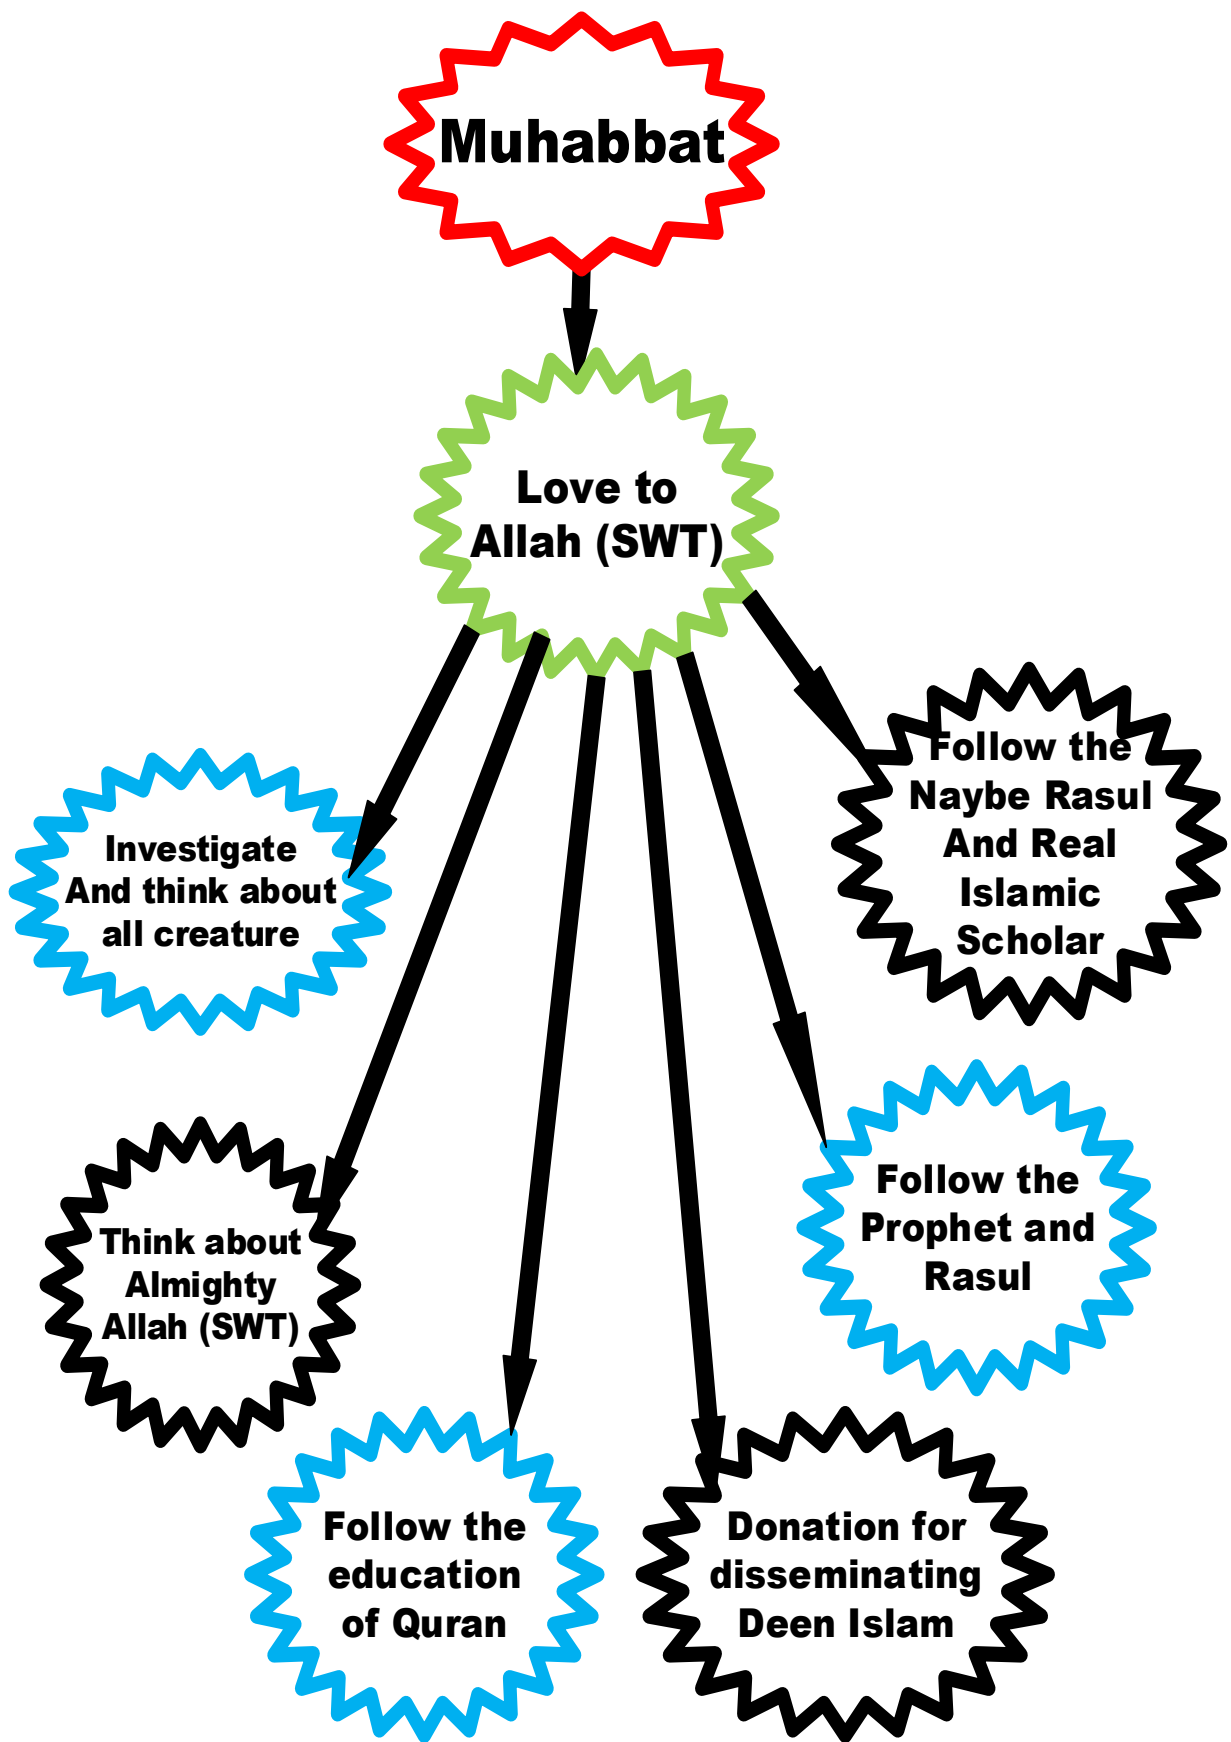 Muhabbat
Love to
Allah (SWT)
Follow the
Naybe Rasul
And Real
Islamic
Scholar
Investigate
And think about
all creature
Follow the
Prophet and
Rasul
Think about
Almighty
Allah (SWT)
Follow the
education
of Quran
Donation for
disseminating
Deen Islam